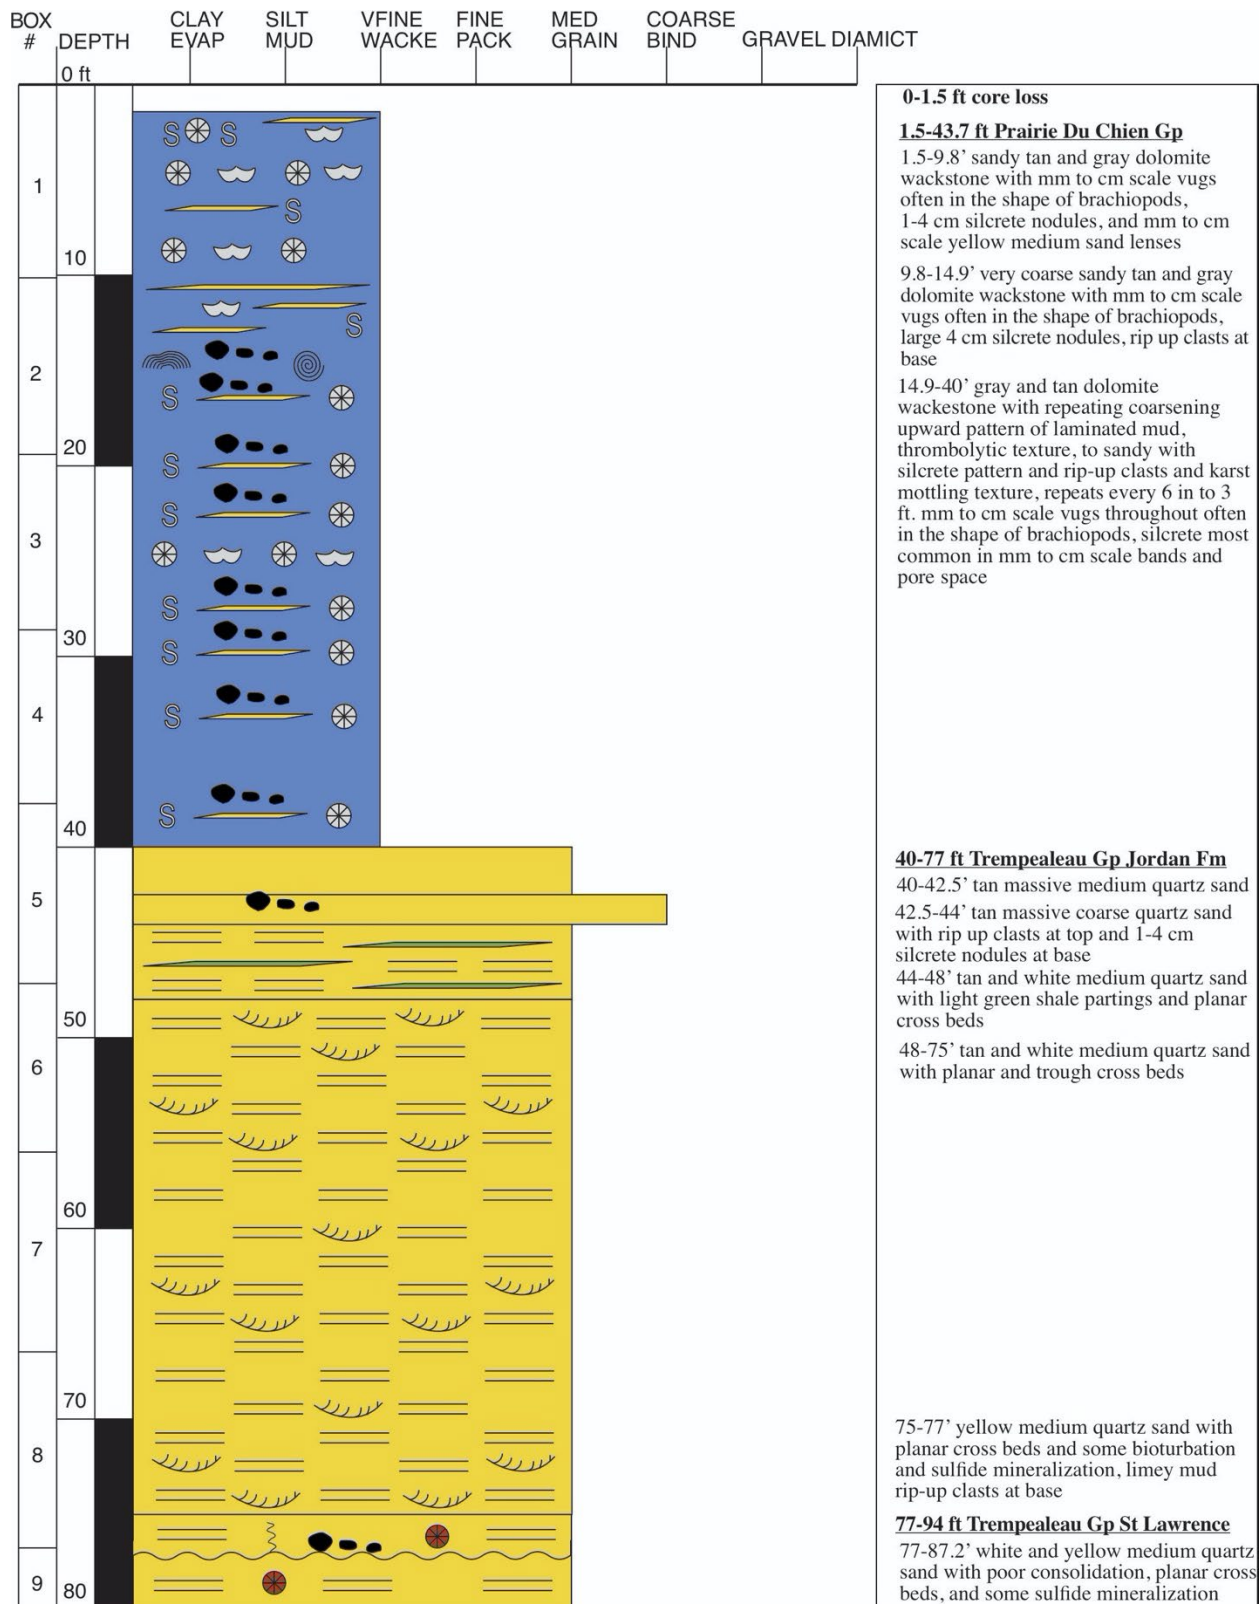 BOX
#
DEPTH
CLAY
EVAP
SILT
MUD
VFINE
WACKE
FINE
PACK
MED
GRAIN
COARSE
BIND
GRAVEL DIAMICT
0 ft
1
10
2
20
3
30
4
40
5
50
6
60
7
70
8
9
80
S S
S
S
S
S
S
S
S
S
S
0-1.5 ft core loss
1.5-43.7 ft Prairie Du Chien Gp
1.5-9.8’ sandy tan and gray dolomite
wackstone with mm to cm scale vugs
often in the shape of brachiopods,
1-4 cm silcrete nodules, and mm to cm
scale yellow medium sand lenses
9.8-14.9’ very coarse sandy tan and gray
dolomite wackstone with mm to cm scale
vugs often in the shape of brachiopods,
large 4 cm silcrete nodules, rip up clasts at
base
14.9-40’ gray and tan dolomite
wackestone with repeating coarsening
upward pattern of laminated mud,
thrombolytic texture, to sandy with
silcrete pattern and rip-up clasts and karst
mottling texture, repeats every 6 in to 3
ft. mm to cm scale vugs throughout often
in the shape of brachiopods, silcrete most
common in mm to cm scale bands and
pore space
40-77 ft Trempealeau Gp Jordan Fm
40-42.5’ tan massive medium quartz sand
42.5-44’ tan massive coarse quartz sand
with rip up clasts at top and 1-4 cm
silcrete nodules at base
44-48’ tan and white medium quartz sand
with light green shale partings and planar
cross beds
48-75’ tan and white medium quartz sand
with planar and trough cross beds
75-77’ yellow medium quartz sand with
planar cross beds and some bioturbation
and sulfide mineralization, limey mud
rip-up clasts at base
77-94 ft Trempealeau Gp St Lawrence
77-87.2’ white and yellow medium quartz
sand with poor consolidation, planar cross
beds, and some sulfide mineralization